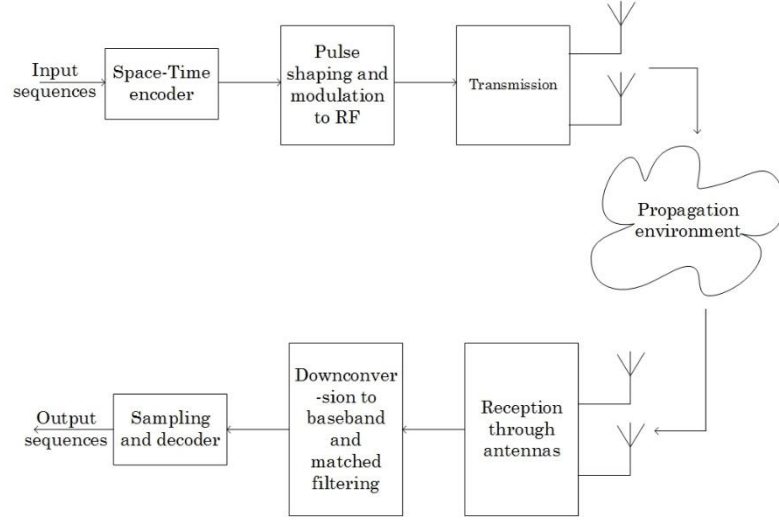 Input
sequences
Space-Time
encoder
Pulse
shaping and
modulation
to RF
Transmission
Propagation
environment
Output
sequences
Sampling
and decoder
Downconver
-sion to
baseband
and
matched
filtering
Reception
through
antennas